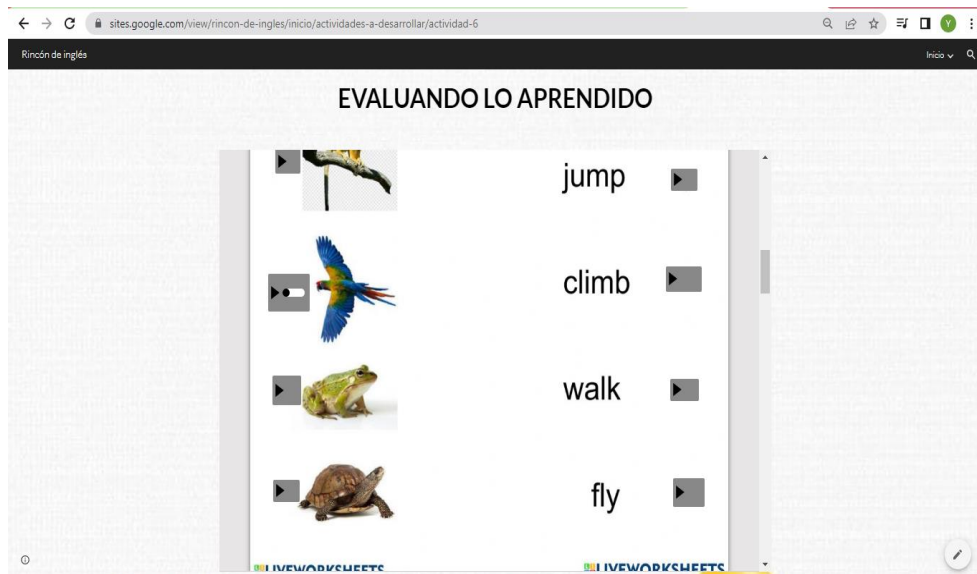 sites.google.com/view/rincon-de-ingles/inicio/actividades-a-desarrollar/actividad-6
Y
Rincón de inglés
Inicio
EVALUANDO LO APRENDIDO
jump
climb
walk
fly
LIVEWORKSHEETS
LIVEWORKSHEETS